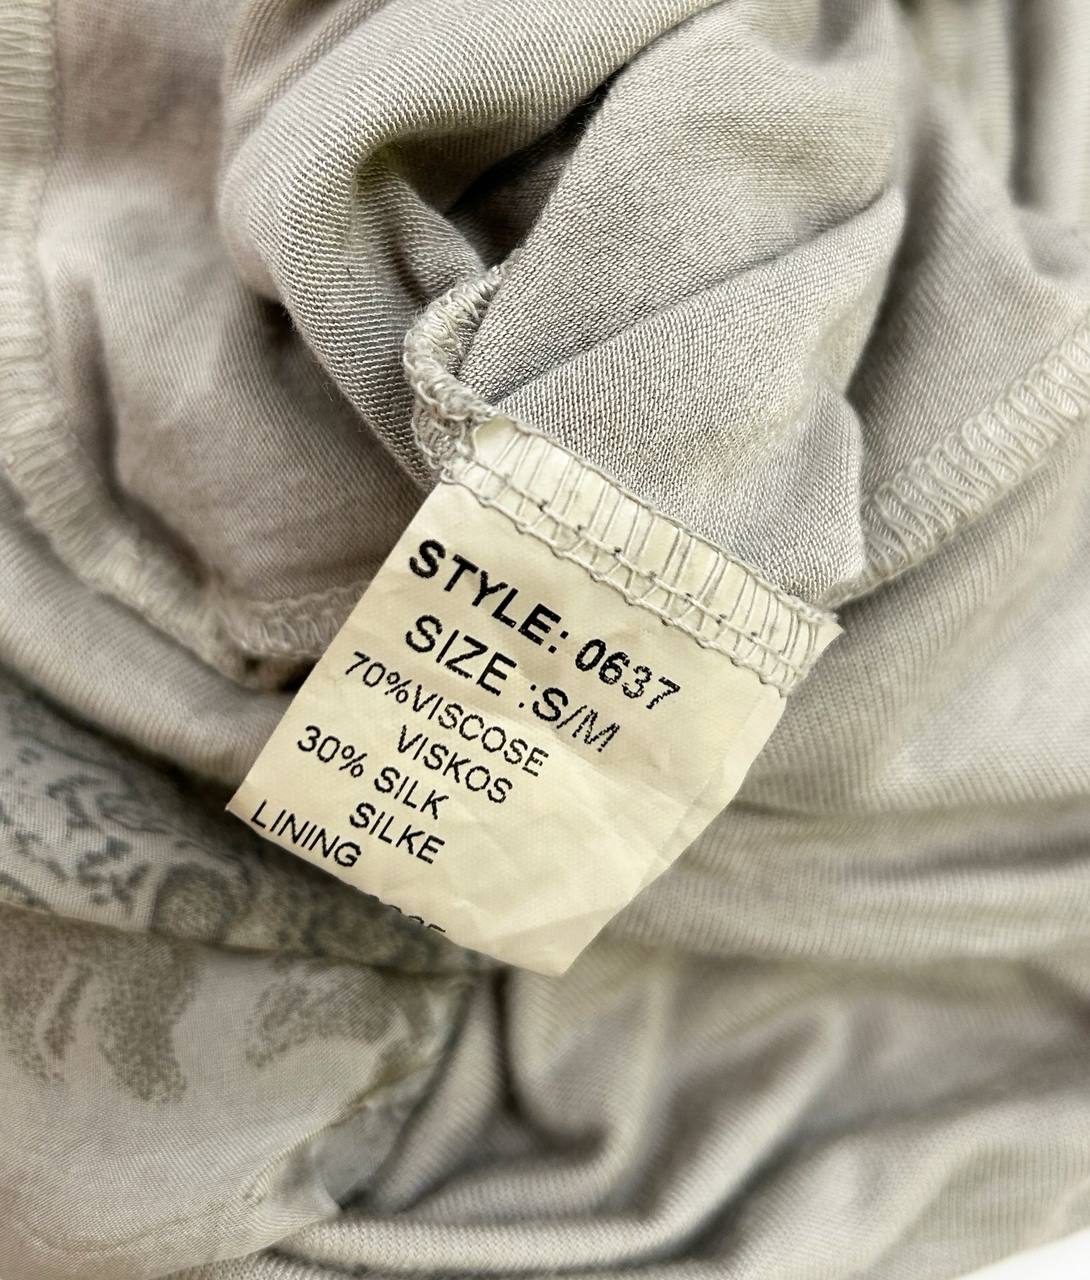 STYLE: 0637
SIZE :S/M
70%VISCOSE
VISKOS
30% SILK
SILKE
LINING